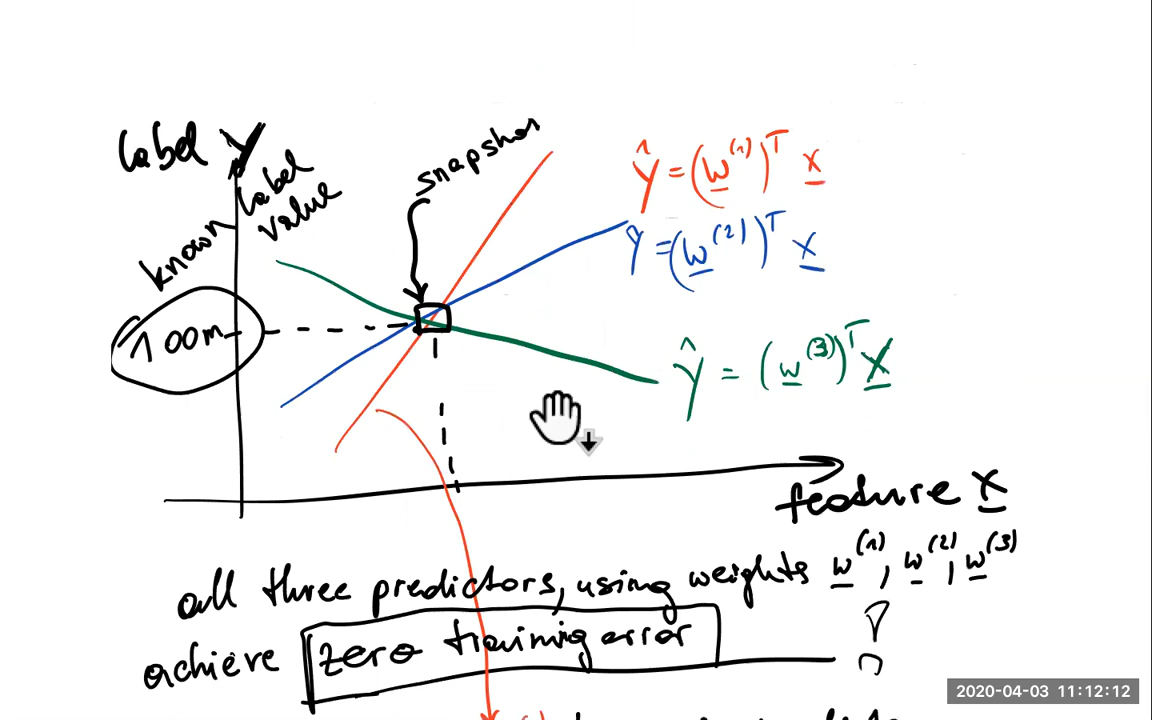 label Y
known label value
snapshot
ŷ = (w⁽¹⁾)ᵀ x
ŷ = (w⁽²⁾)ᵀ x
100m
ŷ = (w⁽³⁾)ᵀ x
feature x
all three predictors, using weights w⁽¹⁾, w⁽²⁾, w⁽³⁾
achieve zero training error !
2020-04-03 11:12:12